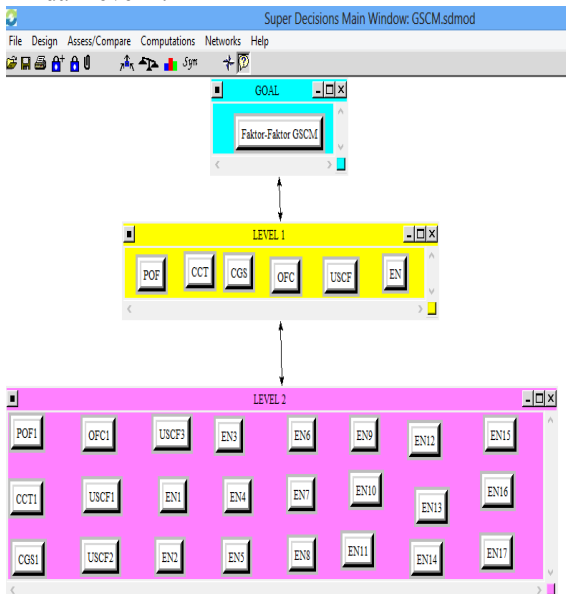 Super Decisions Main Window: GSCM.sdmod
File Design Assess/Compare Computations Networks Help
Syn
GOAL
Faktor-Faktor GSCM
LEVEL 1
POF CCT CGS OFC USCF EN
LEVEL 2
POF1 OFC1 USCF3 EN3 EN6 EN9 EN12 EN15
CCT1 USCF1 EN1 EN4 EN7 EN10 EN13 EN16
CGS1 USCF2 EN2 EN5 EN8 EN11 EN14 EN17